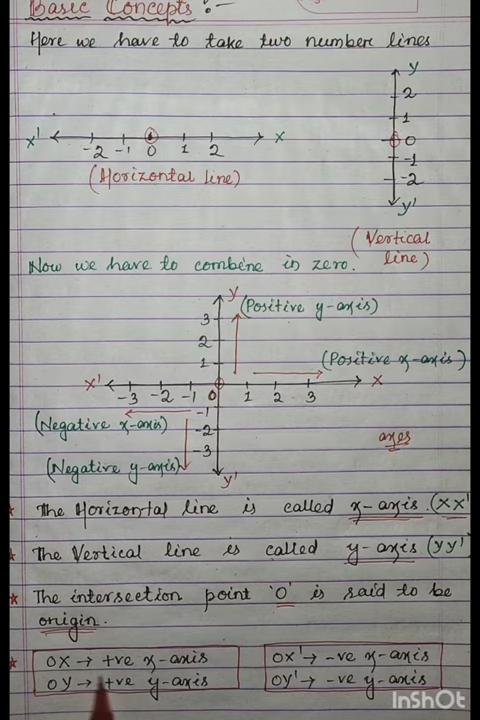 Basic Concepts :-
Here we have to take two number lines
y
2
1
0
-1
-2
y'
x' -2 -1 0 1 2 x
(Horizontal line)
(Vertical line)
Now we have to combine in zero.
y
(Positive y-axis)
3
2
1
(Positive x-axis)
x' -3 -2 -1 0 1 2 3 x
-1
(Negative x-axis)
-2
axes
-3
(Negative y-axis)
y'
* The Horizontal line is called x-axis.(XX'
* The Vertical line is called y-axis (YY')
* The intersection point 'O' is said to be
origin.
* OX → +ve x-axis OX' → -ve x-axis
OY → +ve y-axis OY' → -ve y-axis
InShOt